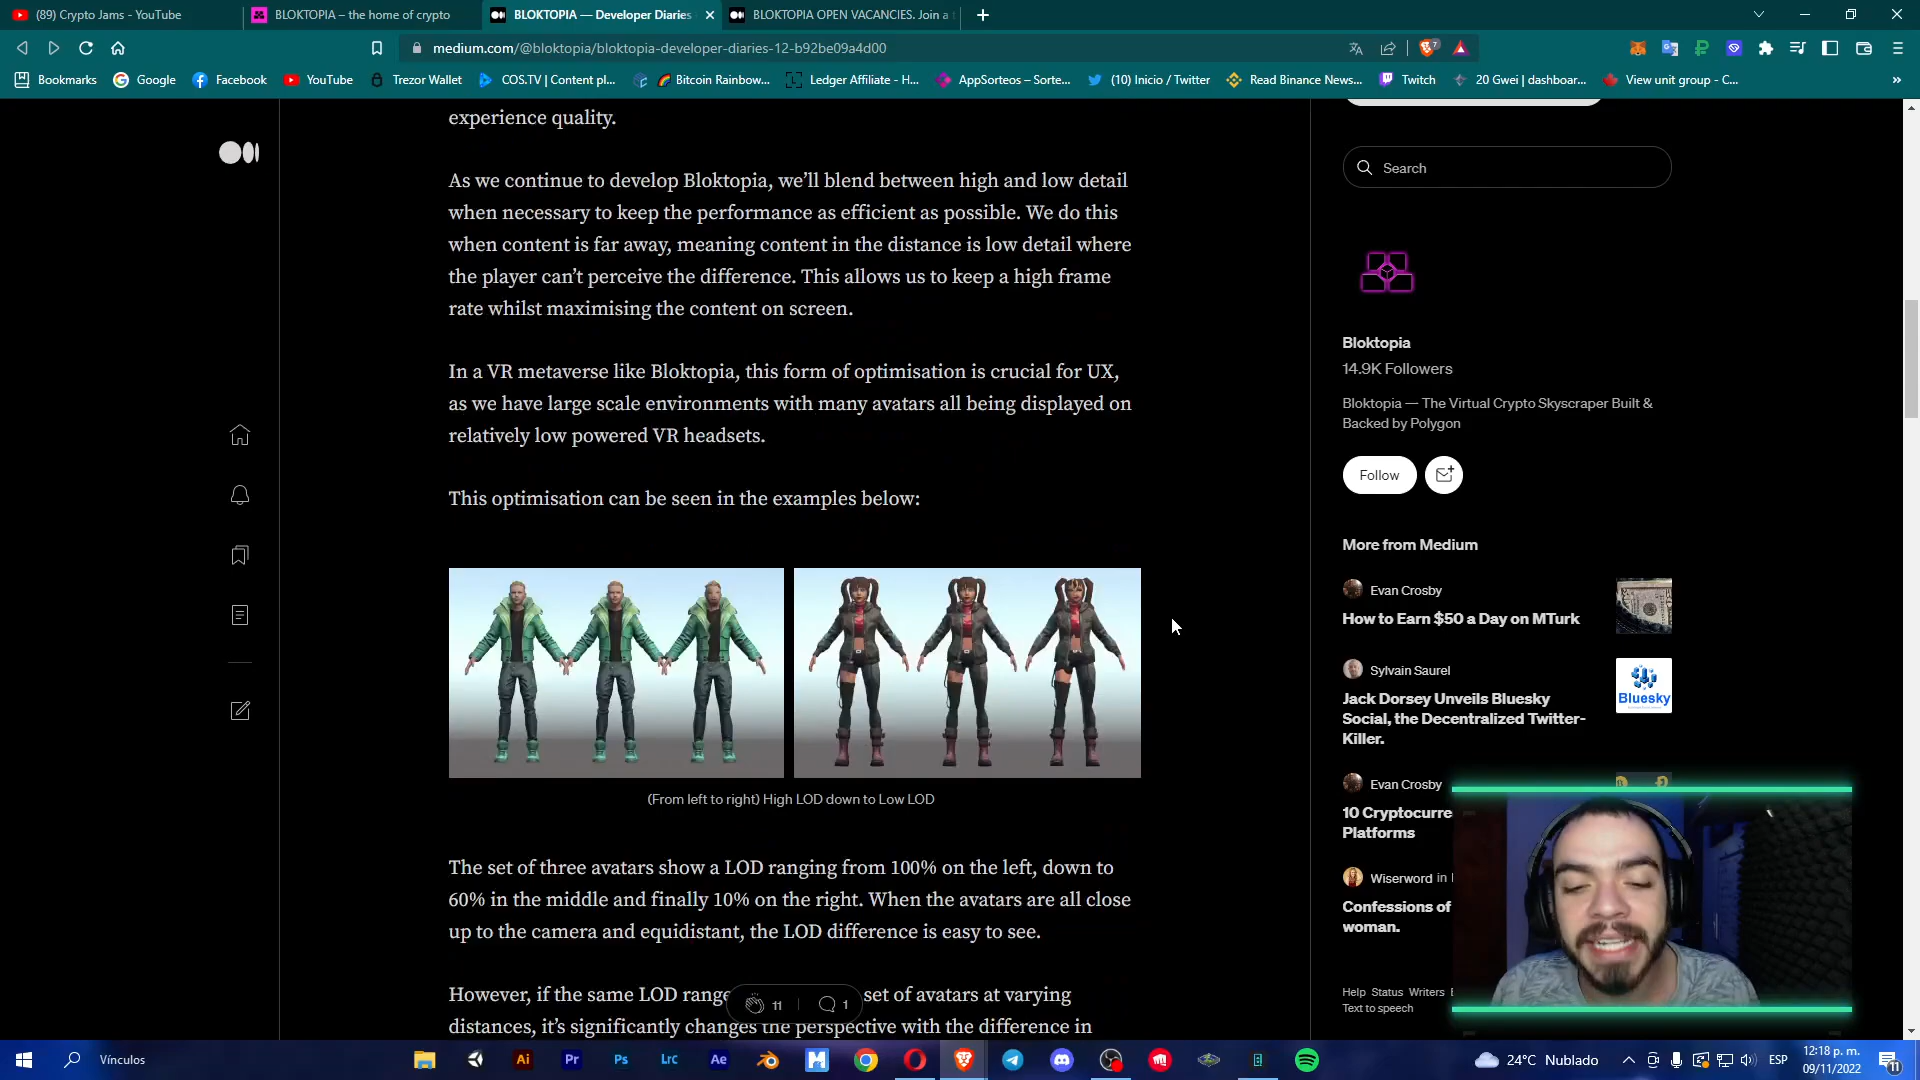 (89) Crypto Jams - YouTube
BLOKTOPIA – the home of crypto
BLOKTOPIA — Developer Diaries
BLOKTOPIA OPEN VACANCIES. Join a
medium.com/@bloktopia/bloktopia-developer-diaries-12-b92be09a4d00
Bookmarks
Google
Facebook
YouTube
Trezor Wallet
COS.TV | Content pl...
Bitcoin Rainbow...
Ledger Affiliate - H...
AppSorteos – Sorte...
(10) Inicio / Twitter
Read Binance News...
Twitch
20 Gwei | dashboar...
View unit group - C...
experience quality.
As we continue to develop Bloktopia, we’ll blend between high and low detail
when necessary to keep the performance as efficient as possible. We do this
when content is far away, meaning content in the distance is low detail where
the player can’t perceive the difference. This allows us to keep a high frame
rate whilst maximising the content on screen.
In a VR metaverse like Bloktopia, this form of optimisation is crucial for UX,
as we have large scale environments with many avatars all being displayed on
relatively low powered VR headsets.
This optimisation can be seen in the examples below:
(From left to right) High LOD down to Low LOD
The set of three avatars show a LOD ranging from 100% on the left, down to
60% in the middle and finally 10% on the right. When the avatars are all close
up to the camera and equidistant, the LOD difference is easy to see.
However, if the same LOD range set of avatars at varying
distances, it’s significantly changes the perspective with the difference in
11
1
Search
Bloktopia
14.9K Followers
Bloktopia — The Virtual Crypto Skyscraper Built &
Backed by Polygon
Follow
More from Medium
Evan Crosby
How to Earn $50 a Day on MTurk
Sylvain Saurel
Jack Dorsey Unveils Bluesky
Social, the Decentralized Twitter-
Killer.
Bluesky
Evan Crosby
10 Cryptocurre
Platforms
Wiserword in
Confessions of
woman.
Help Status Writers
Text to speech
Vínculos
Ai
Pr
Ps
Lrc
Ae
24°C Nublado
ESP
12:18 p. m.
09/11/2022
11